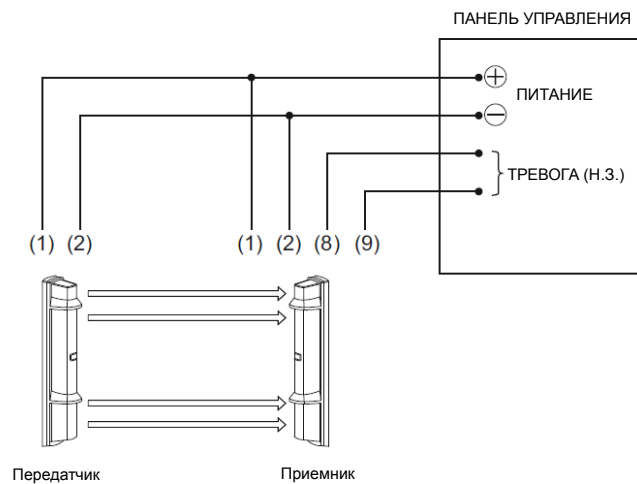 ПАНЕЛЬ УПРАВЛЕНИЯ
ПИТАНИЕ
ТРЕВОГА (Н.З.)
(1) (2) (1) (2) (8) (9)
Передатчик Приемник